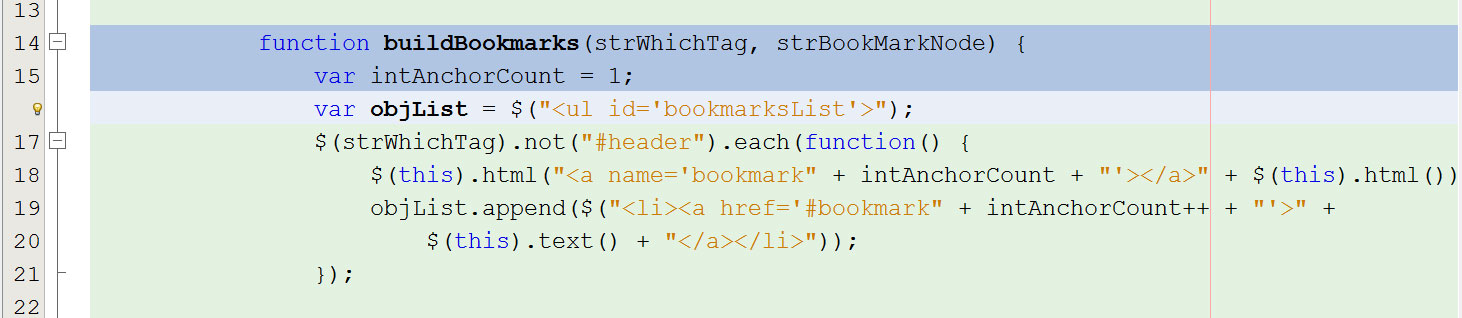 13
14 function buildBookmarks(strWhichTag, strBookMarkNode) {
15 var intAnchorCount = 1;
var objList = $("<ul id='bookmarksList'>");
17 $(strWhichTag).not("#header").each(function() {
18 $(this).html("<a name='bookmark" + intAnchorCount + "'></a>" + $(this).html())
19 objList.append($("<li><a href='#bookmark" + intAnchorCount++ + "'>" +
20 $(this).text() + "</a></li>"));
21 });
22